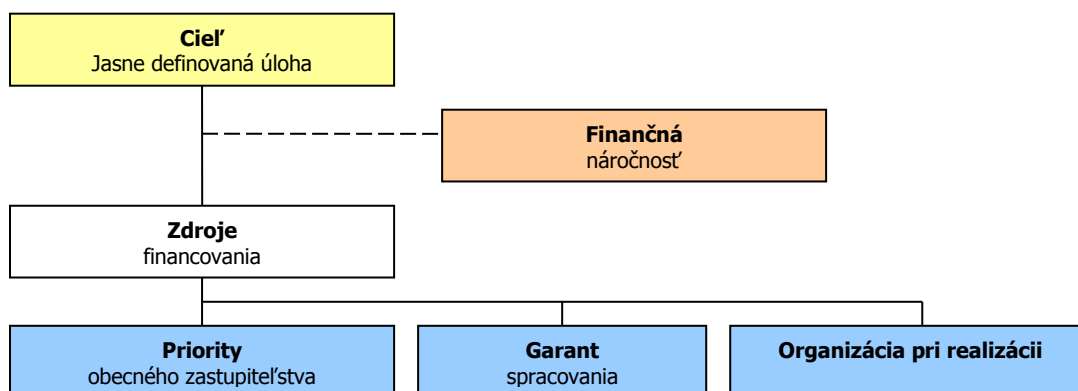 Cieľ
Jasne definovaná úloha
Finančná
náročnosť
Zdroje
financovania
Priority
obecného zastupiteľstva
Garant
spracovania
Organizácia pri realizácii